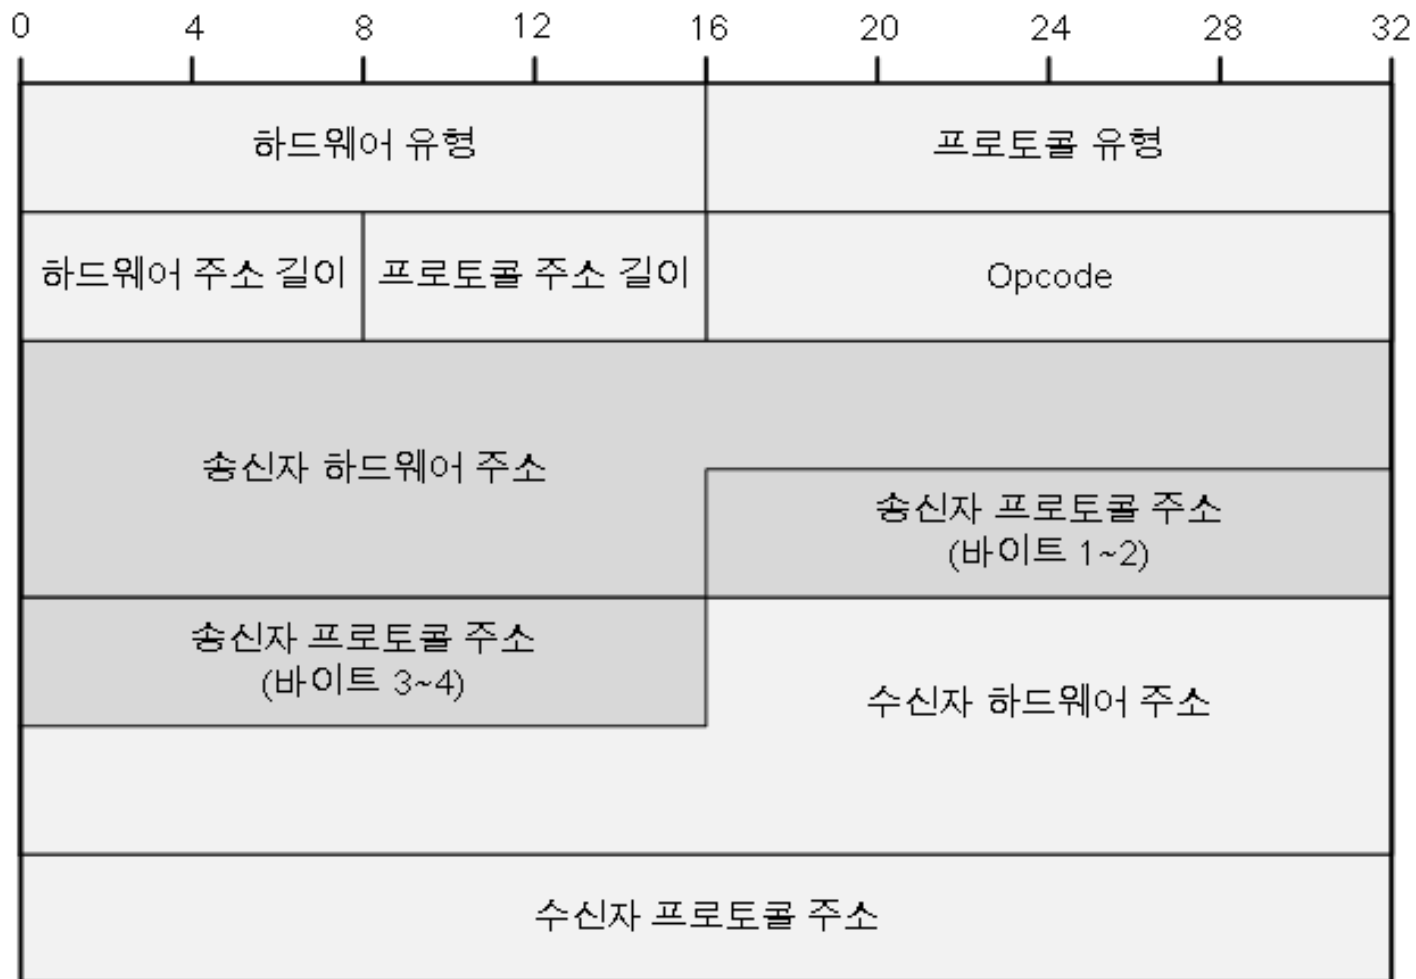 0 4 8 12 16 20 24 28 32
하드웨어 유형 프로토콜 유형
하드웨어 주소 길이 프로토콜 주소 길이 Opcode
송신자 하드웨어 주소
송신자 프로토콜 주소
(바이트 1~2)
송신자 프로토콜 주소
(바이트 3~4)
수신자 하드웨어 주소
수신자 프로토콜 주소